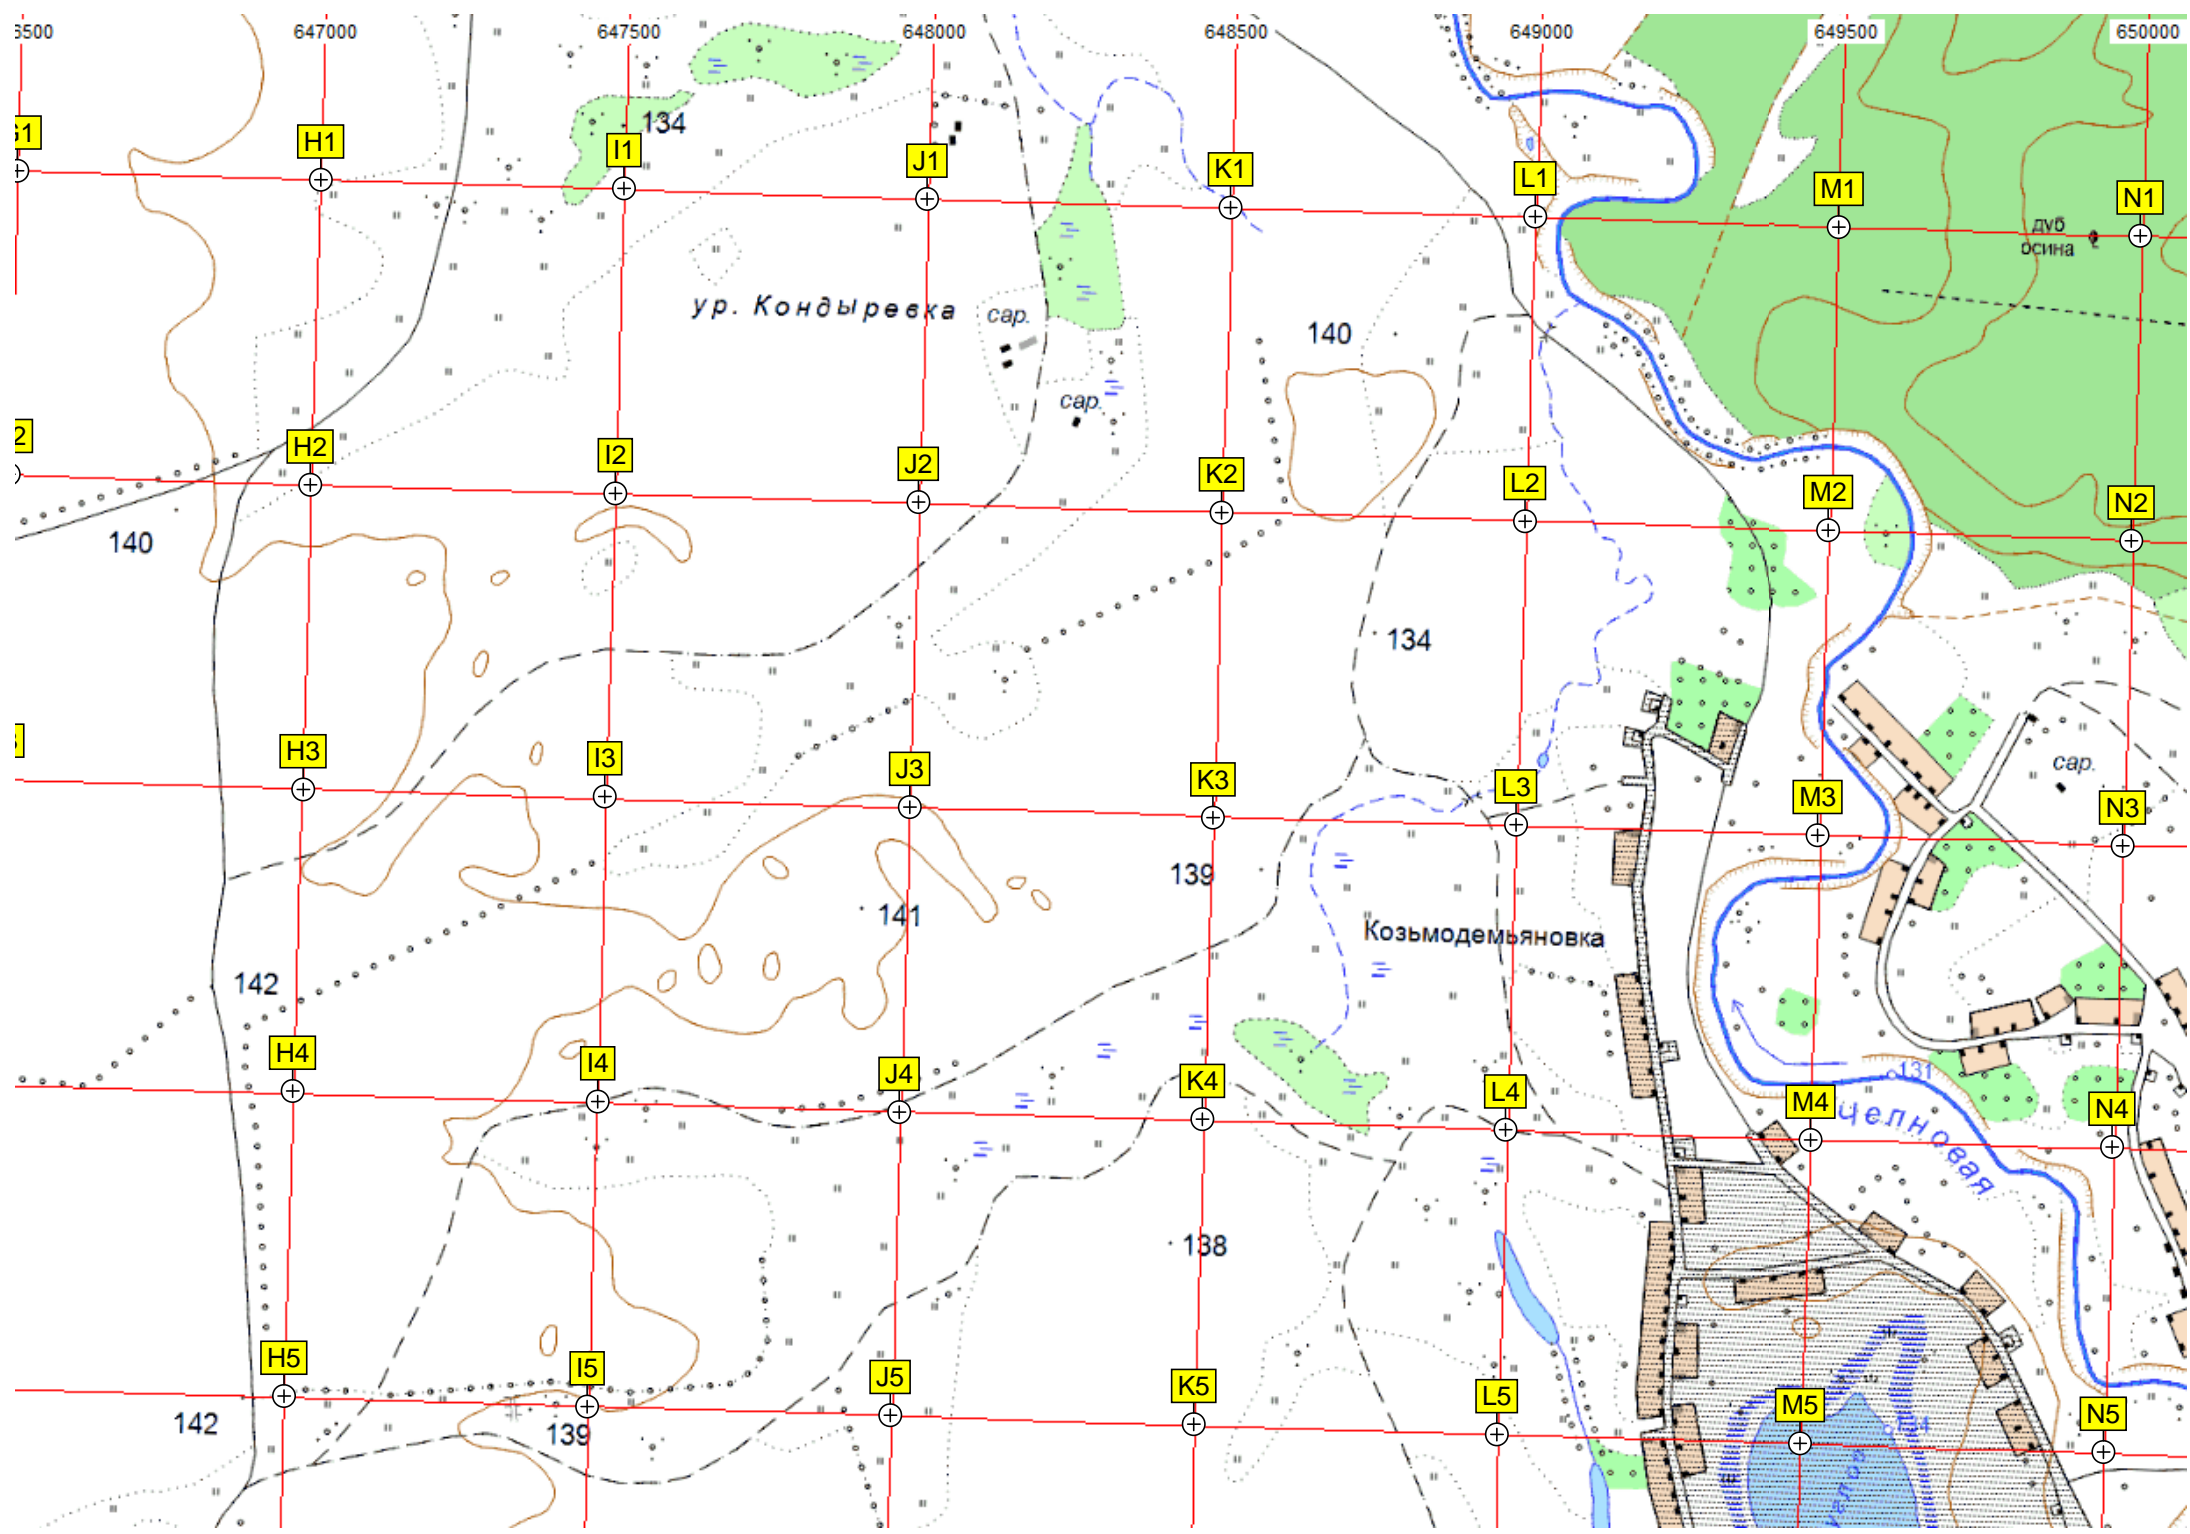 647000 647500 648000 648500 649000 649500 650000
134
H1 I1 J1 K1 L1 M1 N1
дуб
осина
ур. Кондыревка
сар.
140
сар.
H2 I2 J2 K2 L2 M2 N2
140
134
H3 I3 J3 K3 L3 M3 N3
сар.
139
141
Козьмодемьяновка
142
H4 I4 J4 K4 L4 M4 N4
131
138
H5 I5 J5 K5 L5 M5 N5
142
139